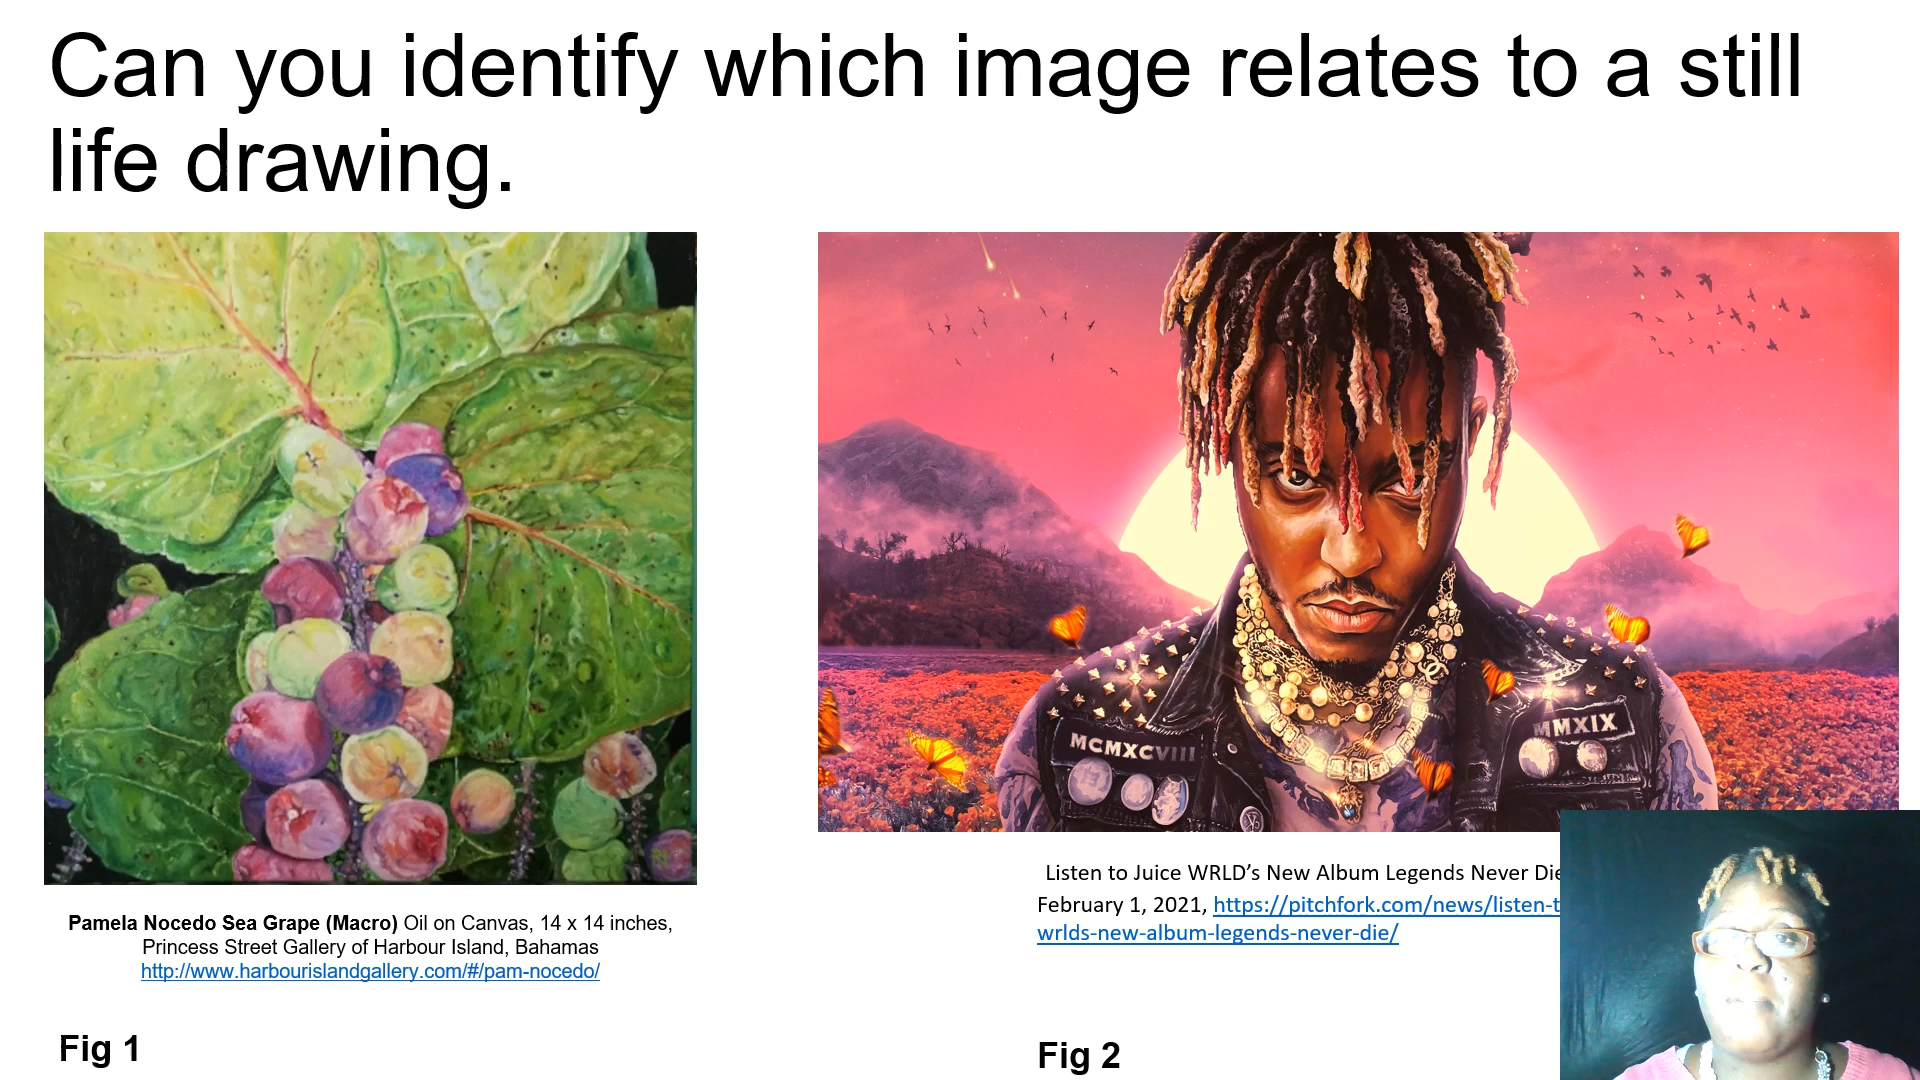 Can you identify which image relates to a still
life drawing.
MCMXCVIII
MMXIX
Pamela Nocedo Sea Grape (Macro) Oil on Canvas, 14 x 14 inches,
Princess Street Gallery of Harbour Island, Bahamas
http://www.harbourislandgallery.com/#/pam-nocedo/
Listen to Juice WRLD’s New Album Legends Never Die
February 1, 2021, https://pitchfork.com/news/listen-t
wrlds-new-album-legends-never-die/
Fig 1
Fig 2